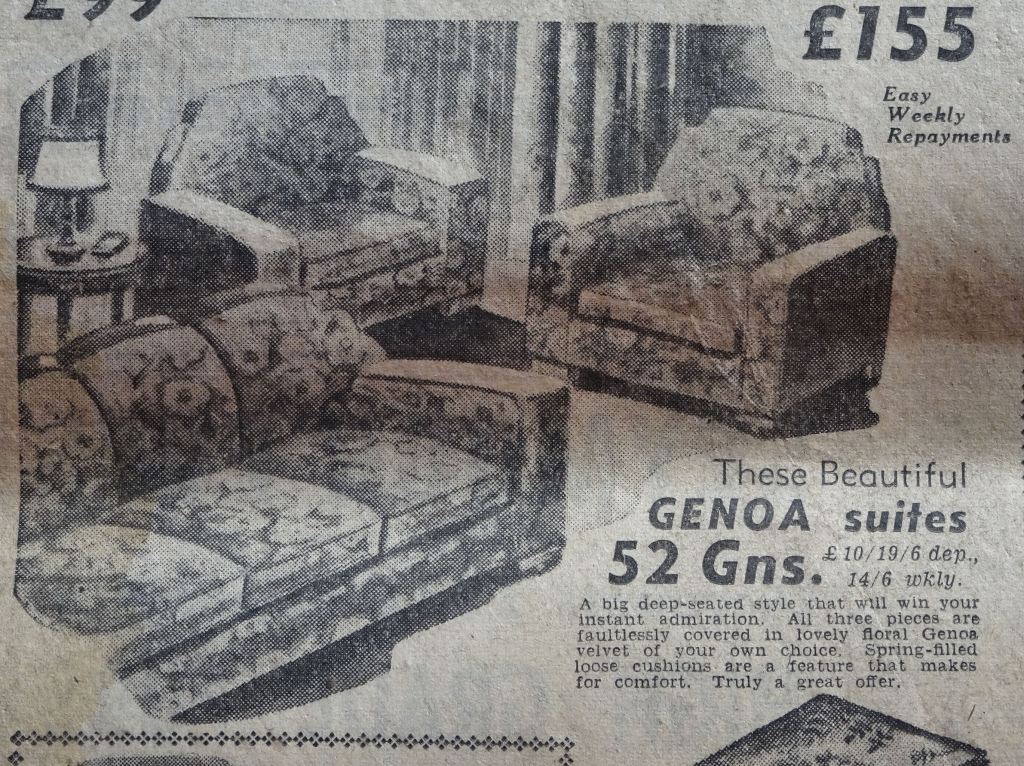 £99
£155
Easy
Weekly
Repayments
These Beautiful
GENOA suites
52 Gns. £10/19/6 dep.,
14/6 wkly.
A big deep-seated style that will win your
instant admiration. All three pieces are
faultlessly covered in lovely floral Genoa
velvet of your own choice. Spring-filled
loose cushions are a feature that makes
for comfort. Truly a great offer.